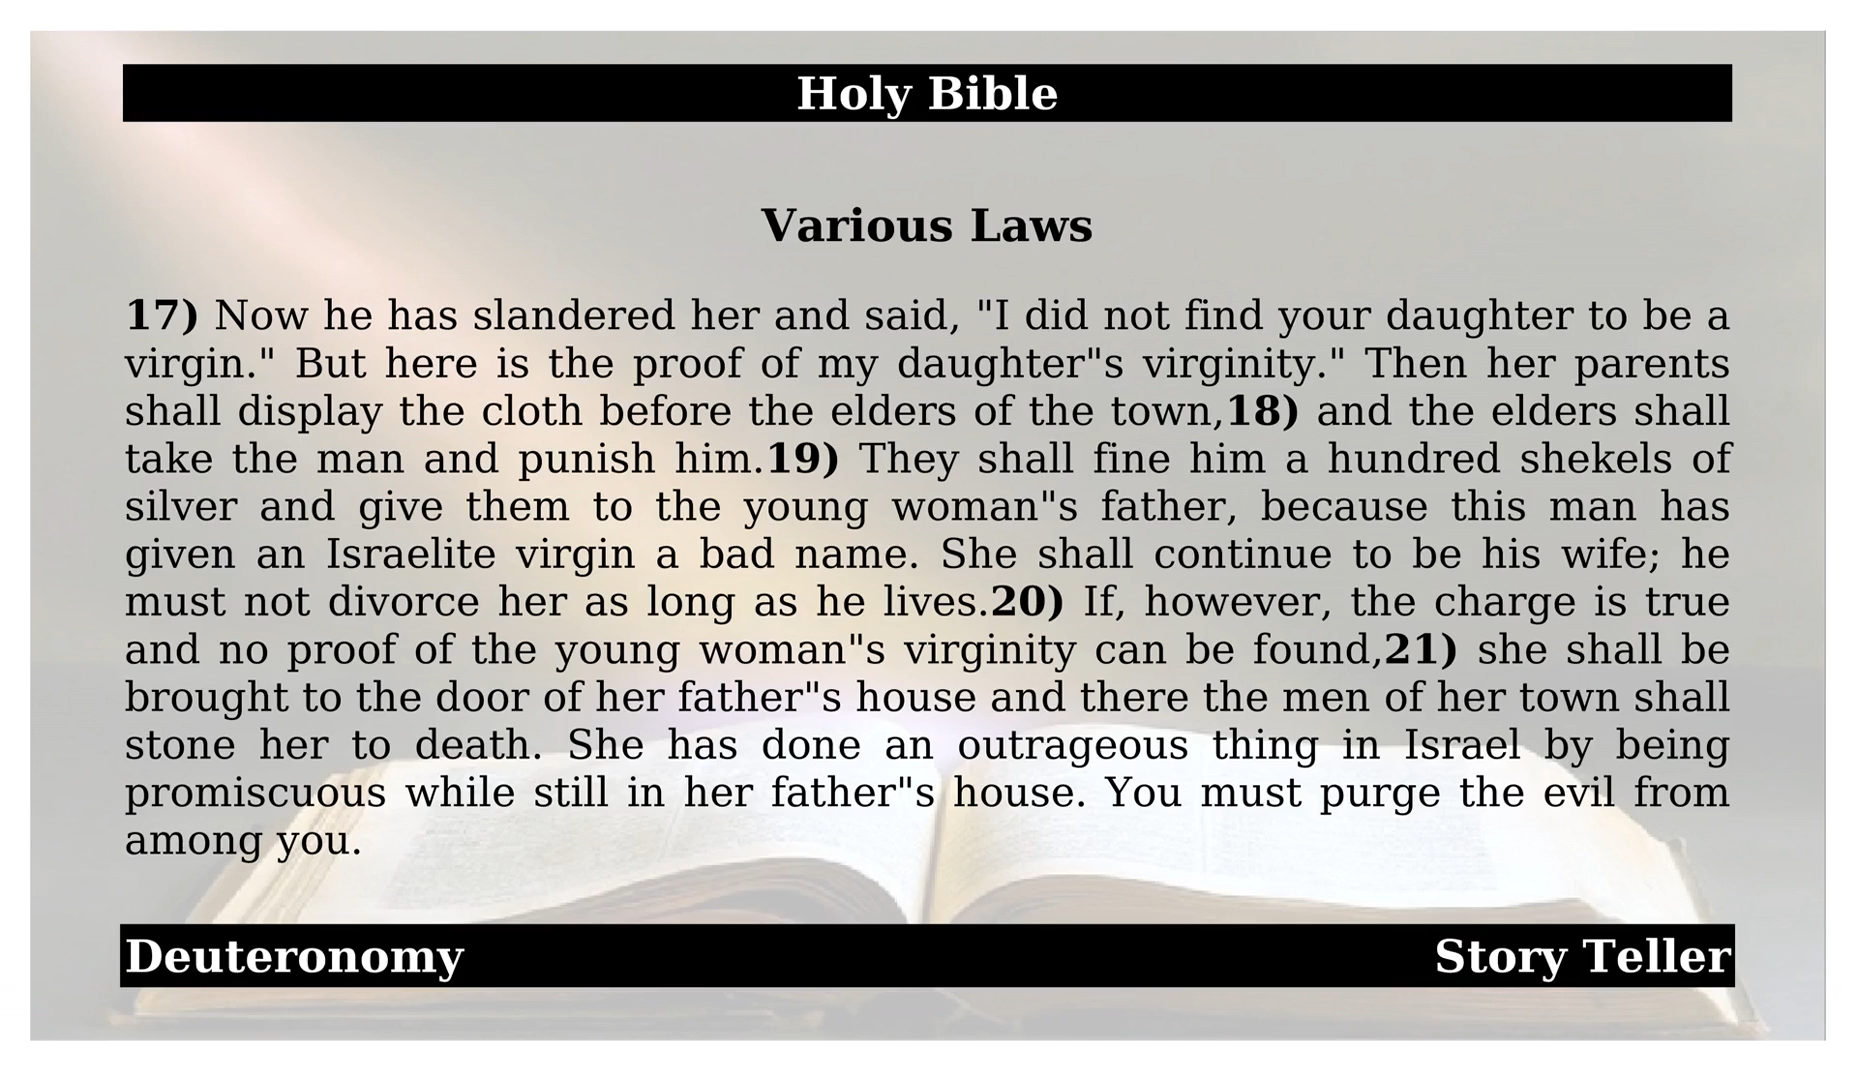 Holy Bible
Various Laws
17) Now he has slandered her and said, "I did not find your daughter to be a
virgin." But here is the proof of my daughter"s virginity." Then her parents
shall display the cloth before the elders of the town,18) and the elders shall
take the man and punish him.19) They shall fine him a hundred shekels of
silver and give them to the young woman"s father, because this man has
given an Israelite virgin a bad name. She shall continue to be his wife; he
must not divorce her as long as he lives.20) If, however, the charge is true
and no proof of the young woman"s virginity can be found,21) she shall be
brought to the door of her father"s house and there the men of her town shall
stone her to death. She has done an outrageous thing in Israel by being
promiscuous while still in her father"s house. You must purge the evil from
among you.
Deuteronomy Story Teller